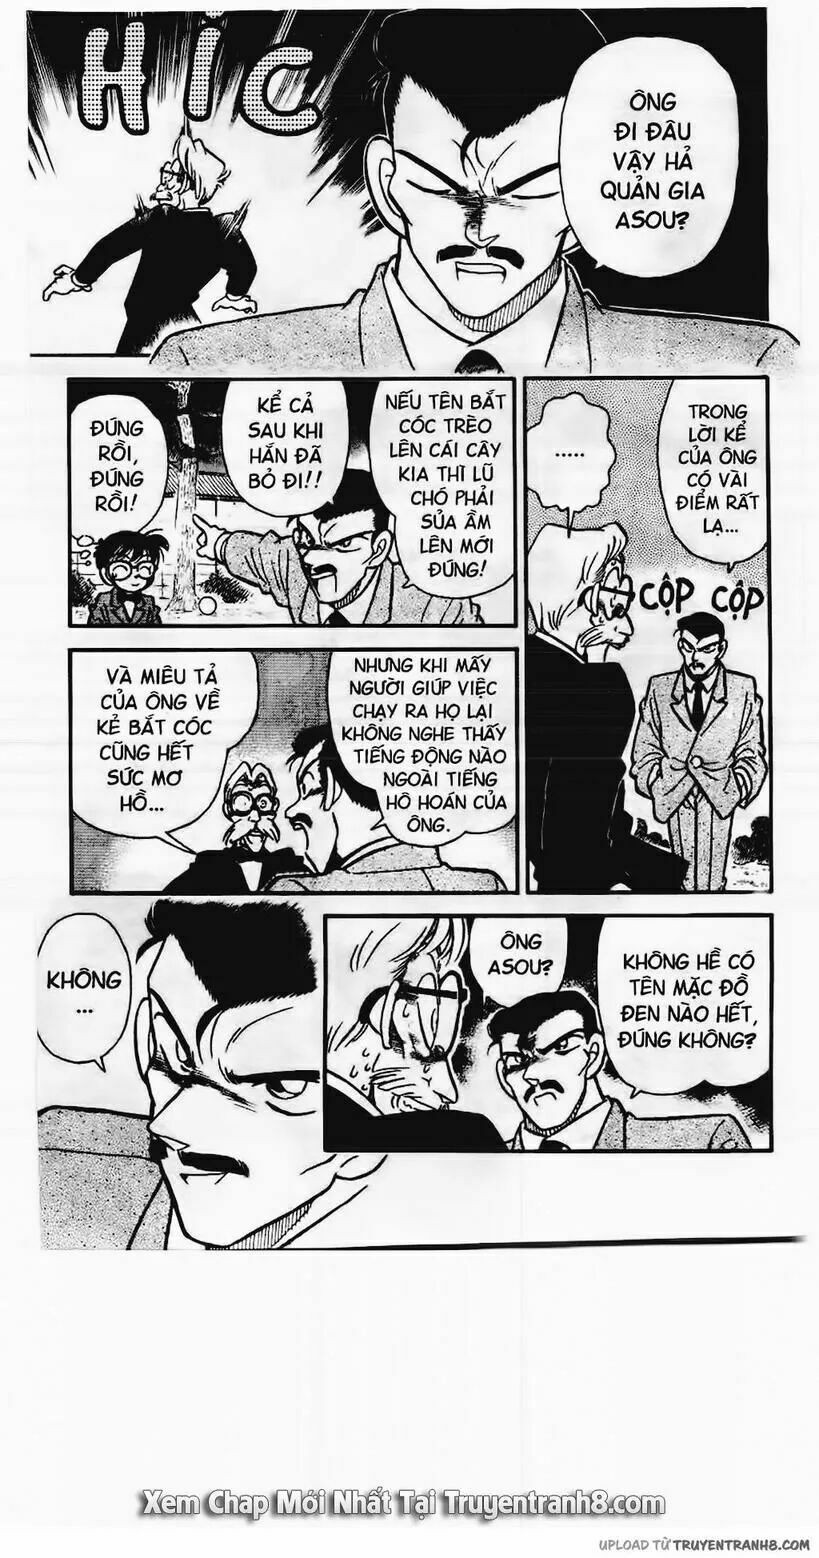 HIC
ÔNG
ĐI ĐÂU
VẬY HẢ
QUẢN GIA
ASOU?
TRONG
LỜI KỂ
CỦA ÔNG
CÓ VÀI
ĐIỂM RẤT
LẠ...
.....
CỘP CỘP
NẾU TÊN BẮT
CÓC TRÈO
LÊN CÁI CÂY
KIA THÌ LŨ
CHÓ PHẢI
SỦA ẦM
LÊN MỚI
ĐÚNG!
KỂ CẢ
SAU KHI
HẮN ĐÃ
BỎ ĐI!!
ĐÚNG
RỒI,
ĐÚNG
RỒI!
NHƯNG KHI MẤY
NGƯỜI GIÚP VIỆC
CHẠY RA HỌ LẠI
KHÔNG NGHE THẤY
TIẾNG ĐỘNG NÀO
NGOÀI TIẾNG
HÔ HOÁN CỦA
ÔNG.
VÀ MIÊU TẢ
CỦA ÔNG VỀ
KẺ BẮT CÓC
CŨNG HẾT
SỨC MƠ
HỒ...
KHÔNG HỀ CÓ
TÊN MẶC ĐỒ
ĐEN NÀO HẾT,
ĐÚNG KHÔNG?
ÔNG
ASOU?
KHÔNG
...
Xem Chap Mới Nhất Tại Truyentranh8.com
UPLOAD TỪ TRUYENTRANH8.COM